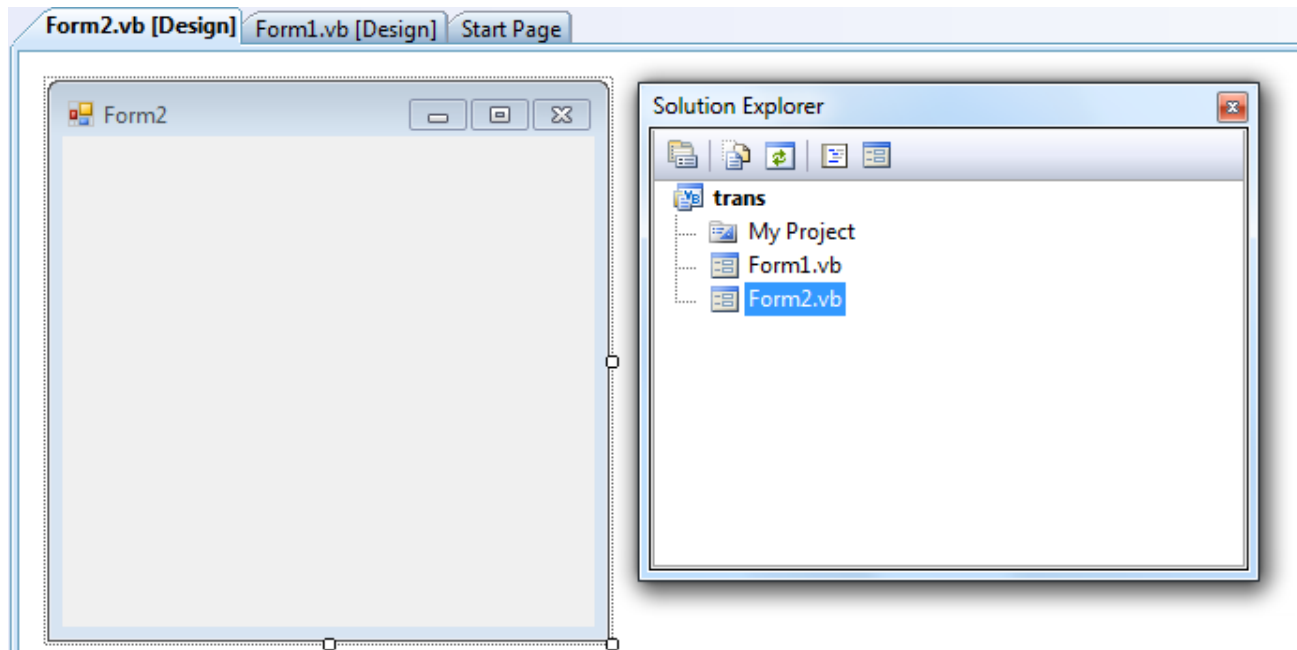 Form2.vb [Design] Form1.vb [Design] Start Page
Form2
Solution Explorer
trans
My Project
Form1.vb
Form2.vb